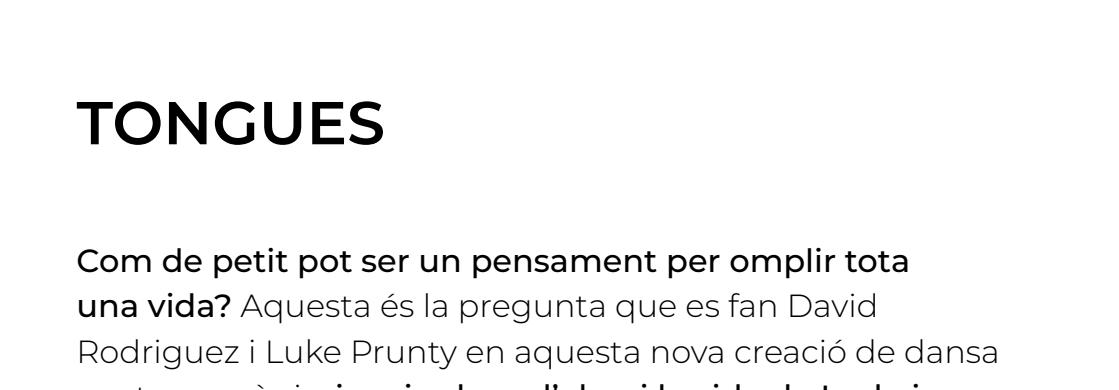 TONGUES
Com de petit pot ser un pensament per omplir tota
una vida? Aquesta és la pregunta que es fan David
Rodriguez i Luke Prunty en aquesta nova creació de dansa